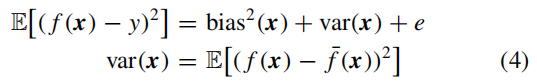 𝔼[(f(x) − y)²] = bias²(x) + var(x) + e
var(x) = 𝔼[(f(x) − f̄(x))²] (4)